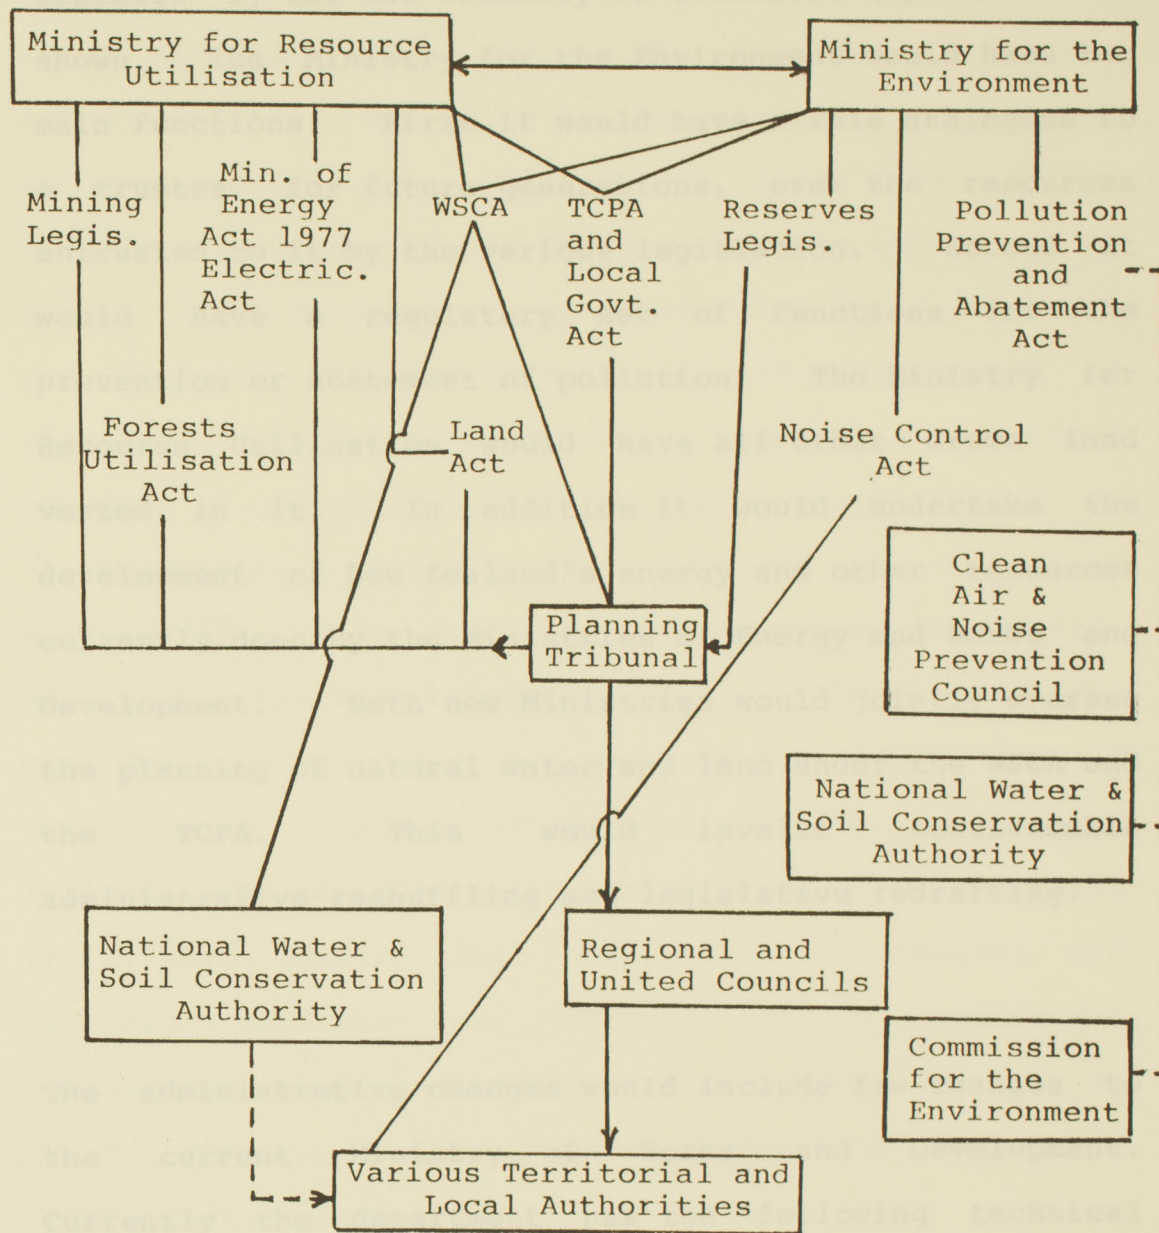 Ministry for Resource
Utilisation
Ministry for the
Environment
Mining
Legis.
Min. of
Energy
Act 1977
Electric.
Act
WSCA
TCPA
and
Local
Govt.
Act
Reserves
Legis.
Pollution
Prevention
and
Abatement
Act
Forests
Utilisation
Act
Land
Act
Noise Control
Act
Clean
Air &
Noise
Prevention
Council
Planning
Tribunal
National Water &
Soil Conservation
Authority
National Water &
Soil Conservation
Authority
Regional and
United Councils
Commission
for the
Environment
Various Territorial and
Local Authorities